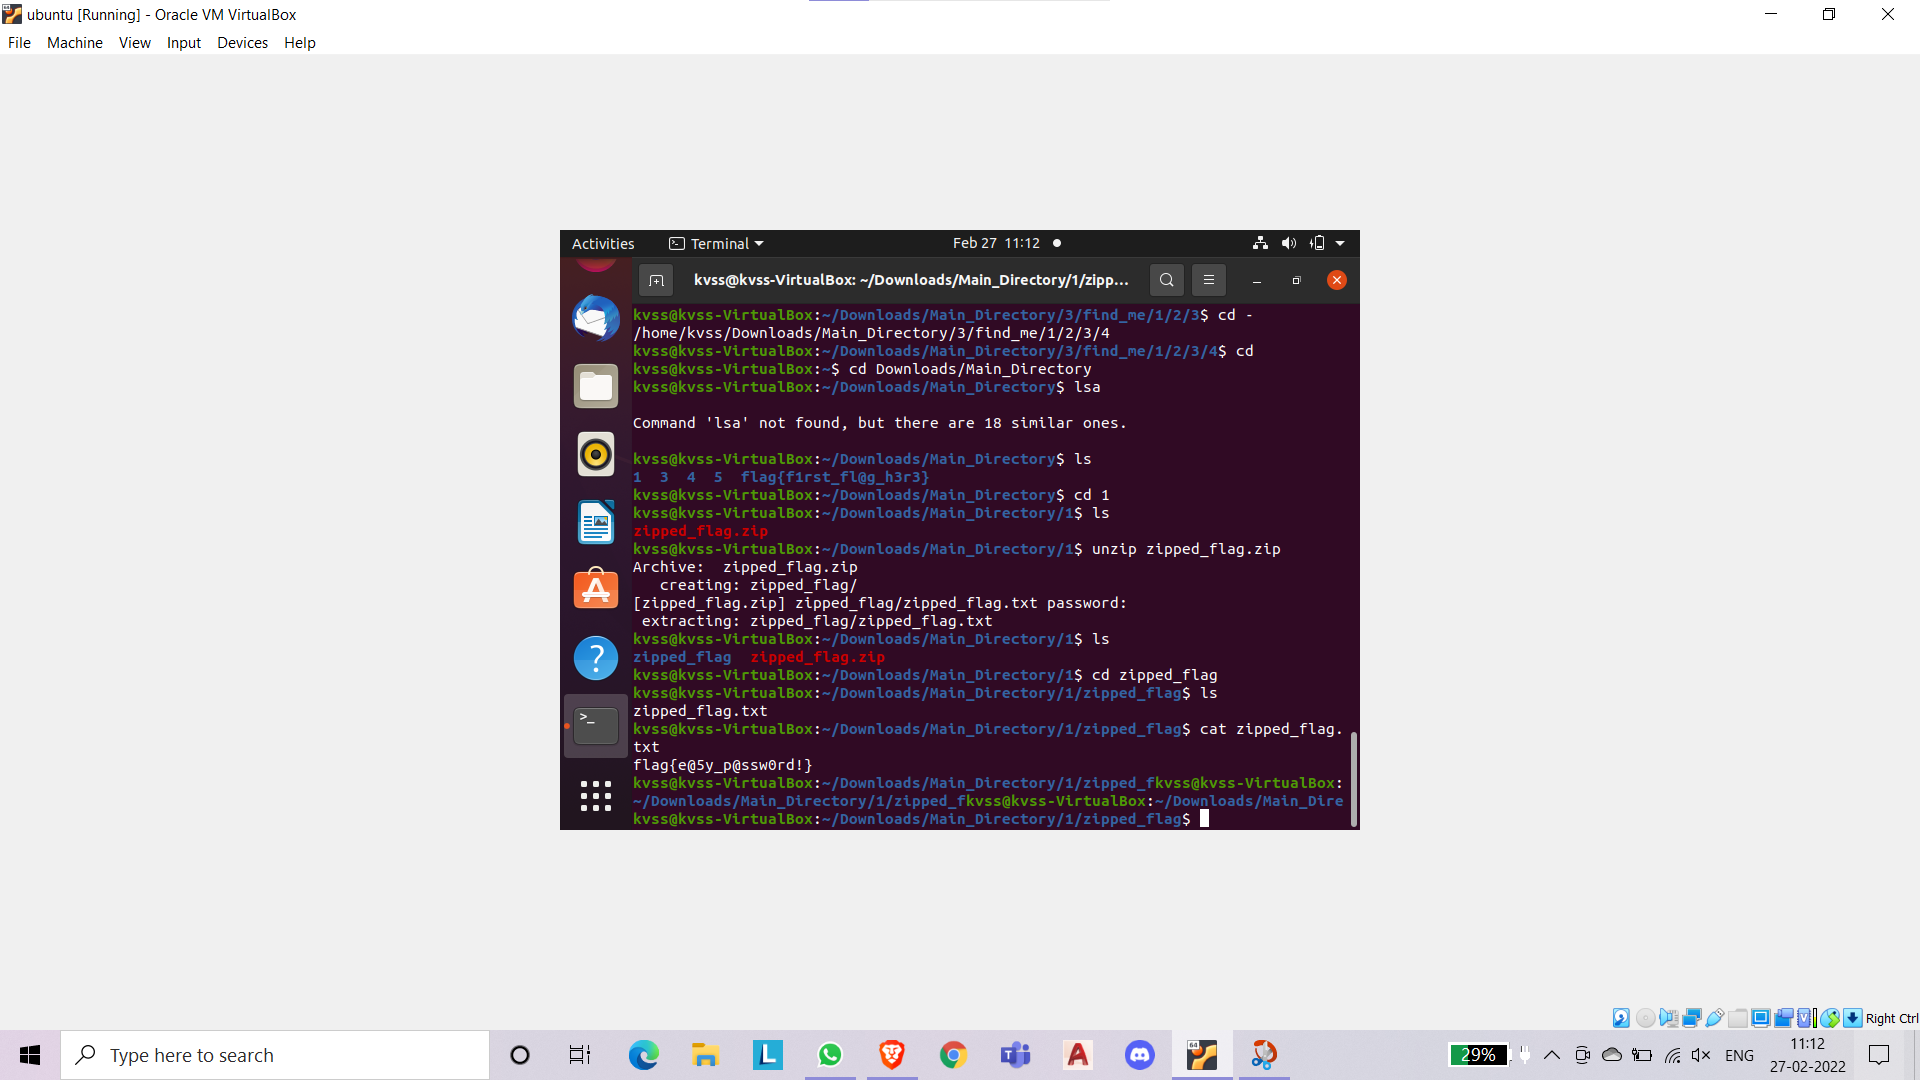 ubuntu [Running] - Oracle VM VirtualBox
File Machine View Input Devices Help
Activities Terminal Feb 27 11:12
kvss@kvss-VirtualBox: ~/Downloads/Main_Directory/1/zipp...
kvss@kvss-VirtualBox:~/Downloads/Main_Directory/3/find_me/1/2/3$ cd -
/home/kvss/Downloads/Main_Directory/3/find_me/1/2/3/4
kvss@kvss-VirtualBox:~/Downloads/Main_Directory/3/find_me/1/2/3/4$ cd
kvss@kvss-VirtualBox:~$ cd Downloads/Main_Directory
kvss@kvss-VirtualBox:~/Downloads/Main_Directory$ lsa
Command 'lsa' not found, but there are 18 similar ones.
kvss@kvss-VirtualBox:~/Downloads/Main_Directory$ ls
1 3 4 5 flag{f1rst_fl@g_h3r3}
kvss@kvss-VirtualBox:~/Downloads/Main_Directory$ cd 1
kvss@kvss-VirtualBox:~/Downloads/Main_Directory/1$ ls
zipped_flag.zip
kvss@kvss-VirtualBox:~/Downloads/Main_Directory/1$ unzip zipped_flag.zip
Archive: zipped_flag.zip
creating: zipped_flag/
[zipped_flag.zip] zipped_flag/zipped_flag.txt password:
extracting: zipped_flag/zipped_flag.txt
kvss@kvss-VirtualBox:~/Downloads/Main_Directory/1$ ls
zipped_flag zipped_flag.zip
kvss@kvss-VirtualBox:~/Downloads/Main_Directory/1$ cd zipped_flag
kvss@kvss-VirtualBox:~/Downloads/Main_Directory/1/zipped_flag$ ls
zipped_flag.txt
kvss@kvss-VirtualBox:~/Downloads/Main_Directory/1/zipped_flag$ cat zipped_flag.
txt
flag{e@5y_p@ssw0rd!}
kvss@kvss-VirtualBox:~/Downloads/Main_Directory/1/zipped_fkvss@kvss-VirtualBox:
~/Downloads/Main_Directory/1/zipped_fkvss@kvss-VirtualBox:~/Downloads/Main_Dire
kvss@kvss-VirtualBox:~/Downloads/Main_Directory/1/zipped_flag$
Right Ctrl
Type here to search
29% ENG 11:12
27-02-2022